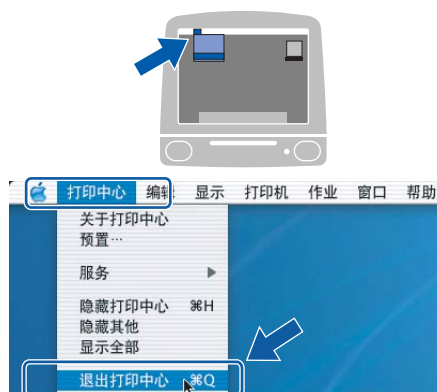 打印中心 编辑 显示 打印机 作业 窗口 帮助
关于打印中心
预置…
服务 ▶
隐藏打印中心 ⌘H
隐藏其他
显示全部
退出打印中心 ⌘Q